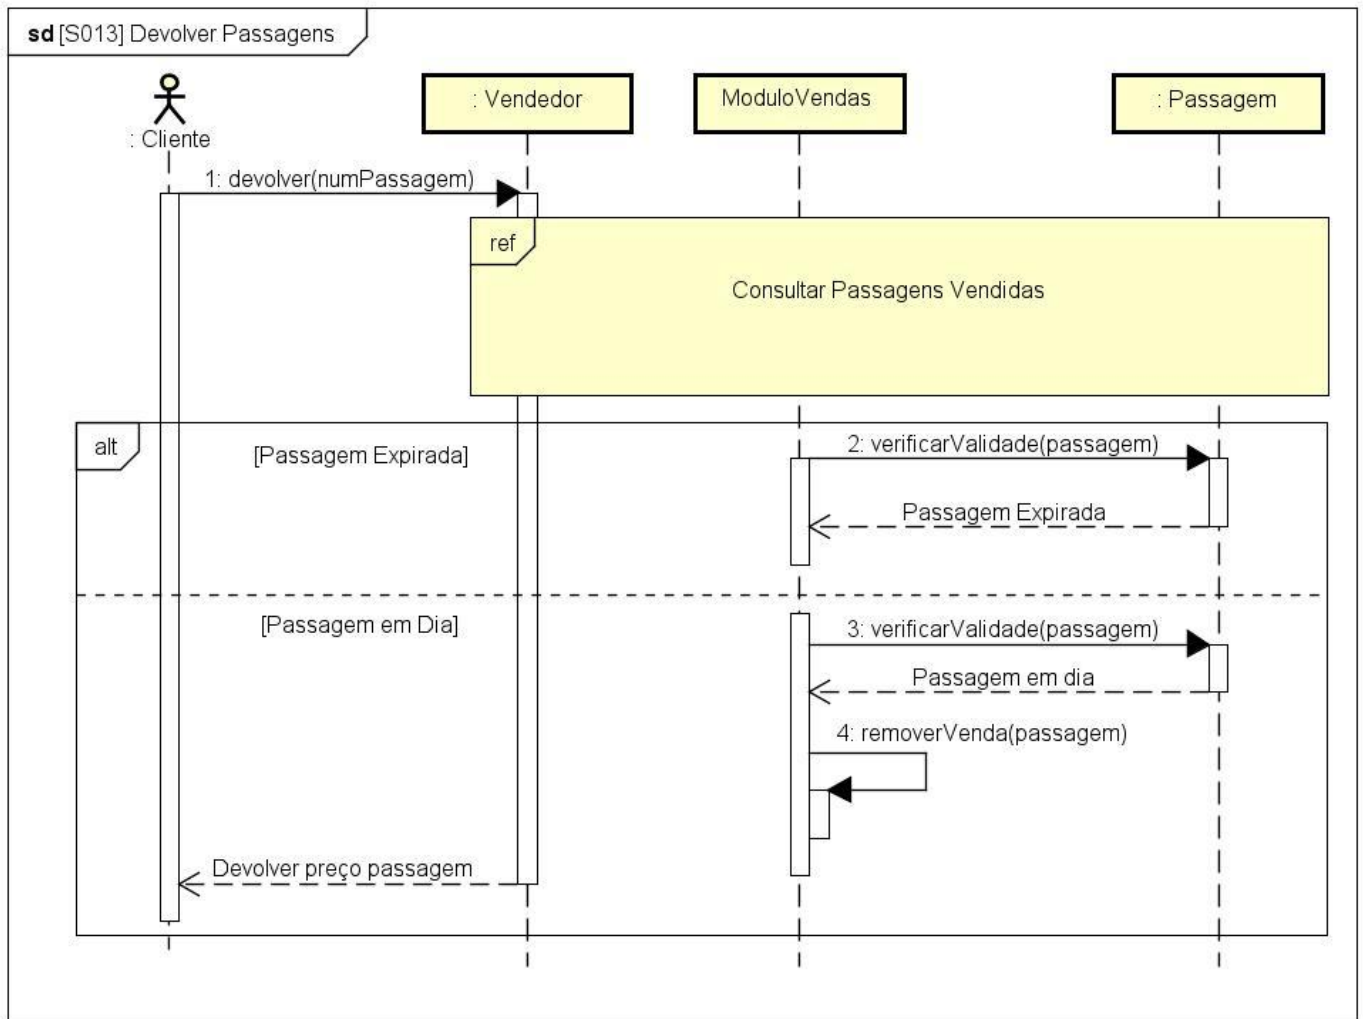 sd [S013] Devolver Passagens
: Cliente
: Vendedor
ModuloVendas
: Passagem
1: devolver(numPassagem)
ref
Consultar Passagens Vendidas
alt
[Passagem Expirada]
2: verificarValidade(passagem)
Passagem Expirada
[Passagem em Dia]
3: verificarValidade(passagem)
Passagem em dia
4: removerVenda(passagem)
Devolver preço passagem